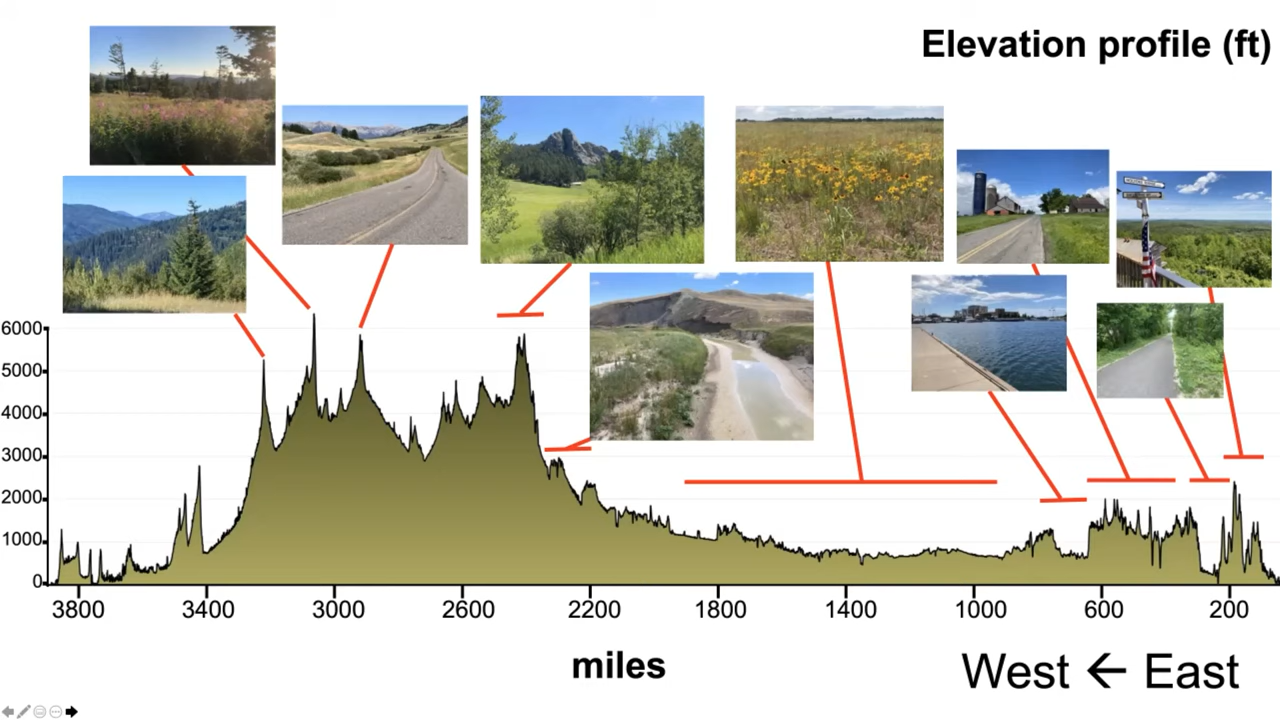 Elevation profile (ft)
6000
5000
4000
3000
2000
1000
0
3800 3400 3000 2600 2200 1800 1400 1000 600 200
miles
West ← East